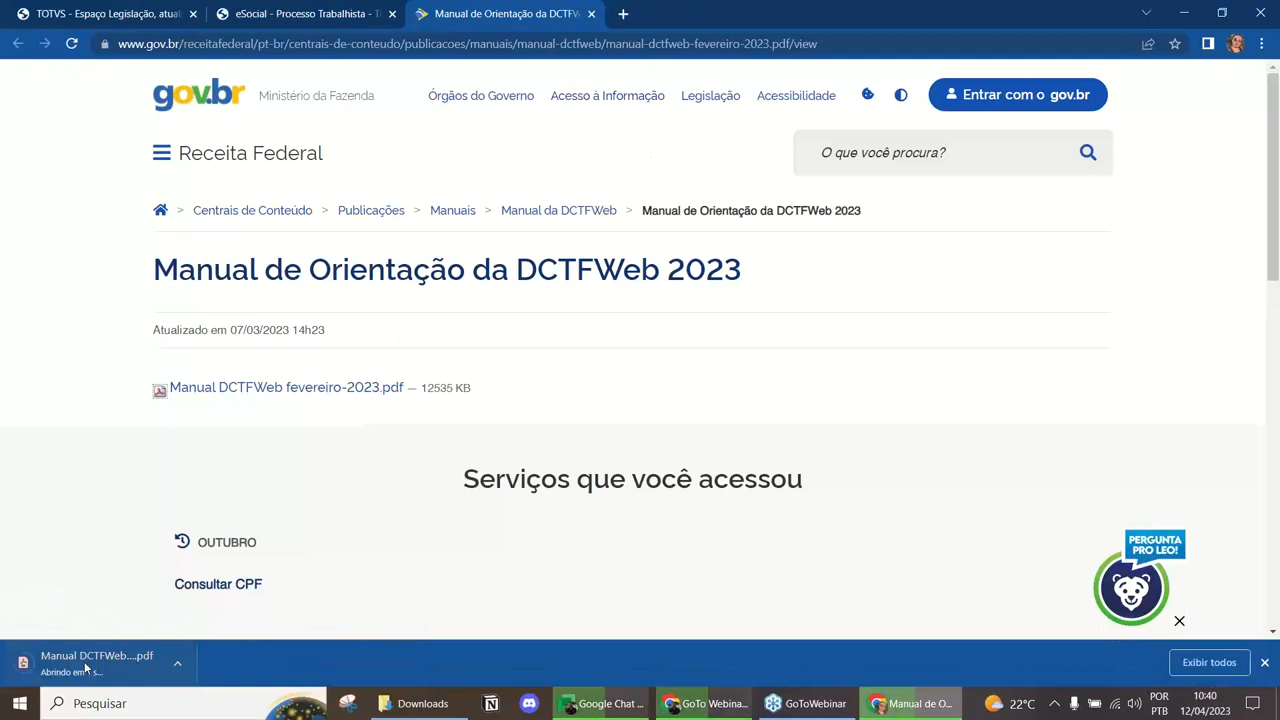 TOTVS - Espaço Legislação, atual
eSocial - Processo Trabalhista - T
Manual de Orientação da DCTFW
www.gov.br/receitafederal/pt-br/centrais-de-conteudo/publicacoes/manuais/manual-dctfweb/manual-dctfweb-fevereiro-2023.pdf/view
gov.br Ministério da Fazenda
Órgãos do Governo Acesso à Informação Legislação Acessibilidade
Entrar com o gov.br
Receita Federal
O que você procura?
> Centrais de Conteúdo > Publicações > Manuais > Manual da DCTFWeb > Manual de Orientação da DCTFWeb 2023
Manual de Orientação da DCTFWeb 2023
Atualizado em 07/03/2023 14h23
Manual DCTFWeb fevereiro-2023.pdf — 12535 KB
Serviços que você acessou
OUTUBRO
Consultar CPF
PERGUNTA
PRO LEO!
Manual DCTFWeb....pdf
Abrindo em s...
Exibir todos
Pesquisar
Downloads
Google Chat ...
GoTo Webina...
GoToWebinar
Manual de O...
22°C
POR
PTB
10:40
12/04/2023